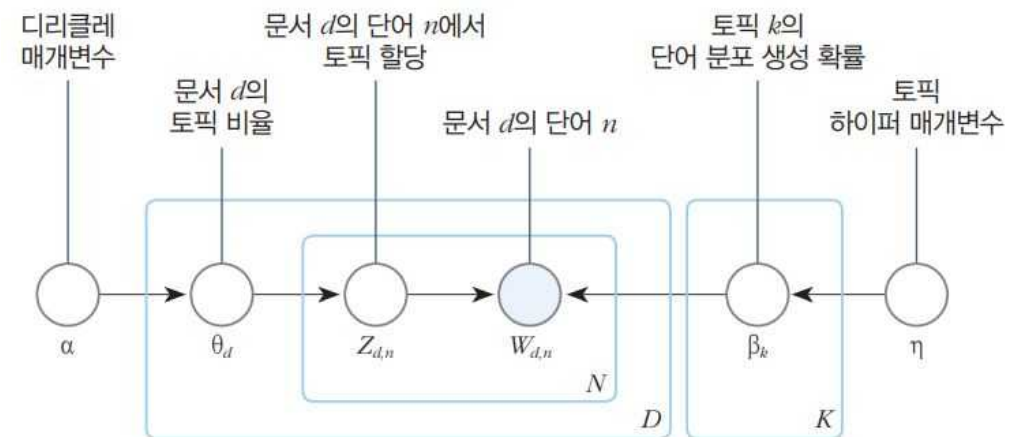 디리클레
매개변수
문서 d의
토픽 비율
문서 d의 단어 n에서
토픽 할당
문서 d의 단어 n
토픽 k의
단어 분포 생성 확률
토픽
하이퍼 매개변수
α
θd
Zd,n
Wd,n
βk
η
N
D
K